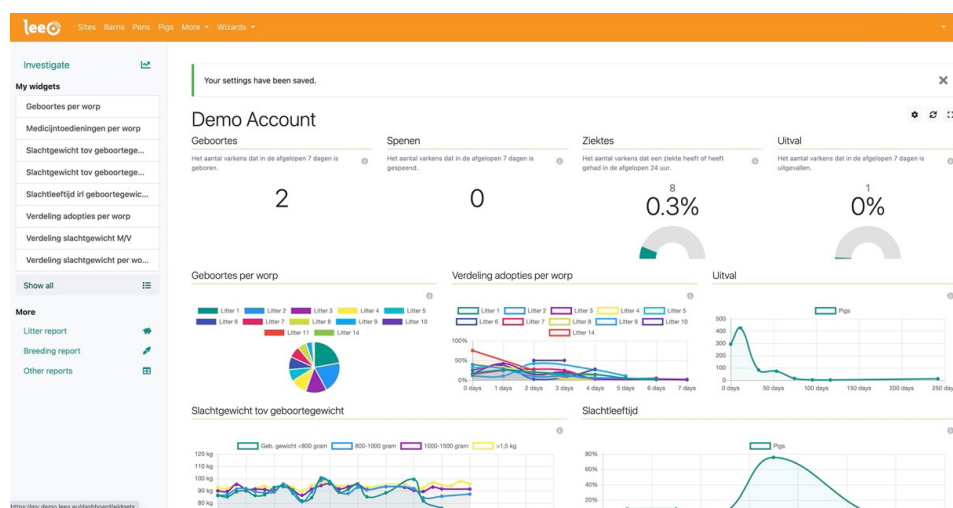 leeO Sites Barns Pens Pigs More Wizards
Investigate
My widgets
Geboortes per worp
Medicijntoedieningen per worp
Slachtgewicht tov geboortege...
Slachtgewicht tov geboortege...
Slachtleeftijd irl geboortegewic...
Verdeling adopties per worp
Verdeling slachtgewicht M/V
Verdeling slachtgewicht per wo...
Show all
More
Litter report
Breeding report
Other reports
Your settings have been saved.
Demo Account
Geboortes
Het aantal varkens dat in de afgelopen 7 dagen is
geboren.
2
Spenen
Het aantal varkens dat in de afgelopen 7 dagen is
gespeend.
0
Ziektes
Het aantal varkens dat een ziekte heeft of heeft
gehad in de afgelopen 24 uur.
8
0.3%
Uitval
Het aantal varkens dat in de afgelopen 7 dagen is
uitgevallen.
1
0%
Geboortes per worp
Litter 1 Litter 2 Litter 3 Litter 4 Litter 5
Litter 6 Litter 7 Litter 8 Litter 9 Litter 10
Litter 11 Litter 14
Verdeling adopties per worp
Litter 1 Litter 2 Litter 3 Litter 4 Litter 5
Litter 6 Litter 7 Litter 8 Litter 9 Litter 10
Litter 14
100%
50%
0%
0 days 1 days 2 days 3 days 4 days 5 days 6 days 7 days
Uitval
Pigs
500
400
300
200
100
0
0 days 50 days 100 days 150 days 200 days 250 day
Slachtgewicht tov geboortegewicht
Geb. gewicht <800 gram 800-1000 gram 1000-1500 gram >1,5 kg
120 kg
110 kg
100 kg
90 kg
80 kg
Slachtleeftijd
Pigs
80%
60%
40%
20%
https://my.demo.leeo.eu/dashboard/widgets